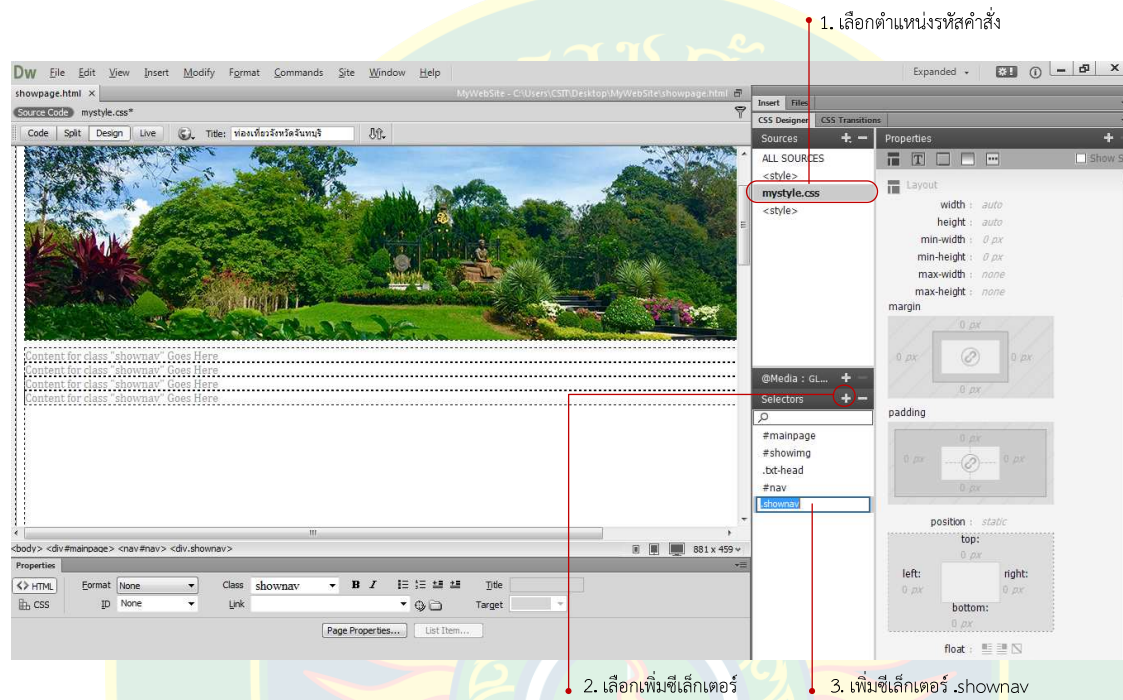 1. เลือกตำแหน่งรหัสคำสั่ง
Dw File Edit View Insert Modify Format Commands Site Window Help
Expanded
showpage.html ×
MyWebSite - C:\Users\CSIT\Desktop\MyWebSite\showpage.html
Source Code mystyle.css*
Code Split Design Live Title: ท่องเที่ยวจังหวัดจันทบุรี
Insert Files
CSS Designer CSS Transitions
Sources
ALL SOURCES
<style>
mystyle.css
<style>
Properties
Show S
Layout
width : auto
height : auto
min-width : 0 px
min-height : 0 px
max-width : none
max-height : none
margin
0 px
0 px 0 px
0 px
Content for class "shownav" Goes Here
Content for class "shownav" Goes Here
Content for class "shownav" Goes Here
Content for class "shownav" Goes Here
@Media : GL...
Selectors
#mainpage
#showimg
.txt-head
#nav
.shownav
padding
0 px
0 px 0 px
0 px
position : static
top:
0 px
left: right:
0 px 0 px
bottom:
0 px
float :
<body> <div#mainpage> <nav#nav> <div.shownav>
881 x 459
Properties
<> HTML Format None Class shownav B I Title
CSS ID None Link Target
Page Properties... List Item...
2. เลือกเพิ่มซีเล็กเตอร์
3. เพิ่มซีเล็กเตอร์ .shownav